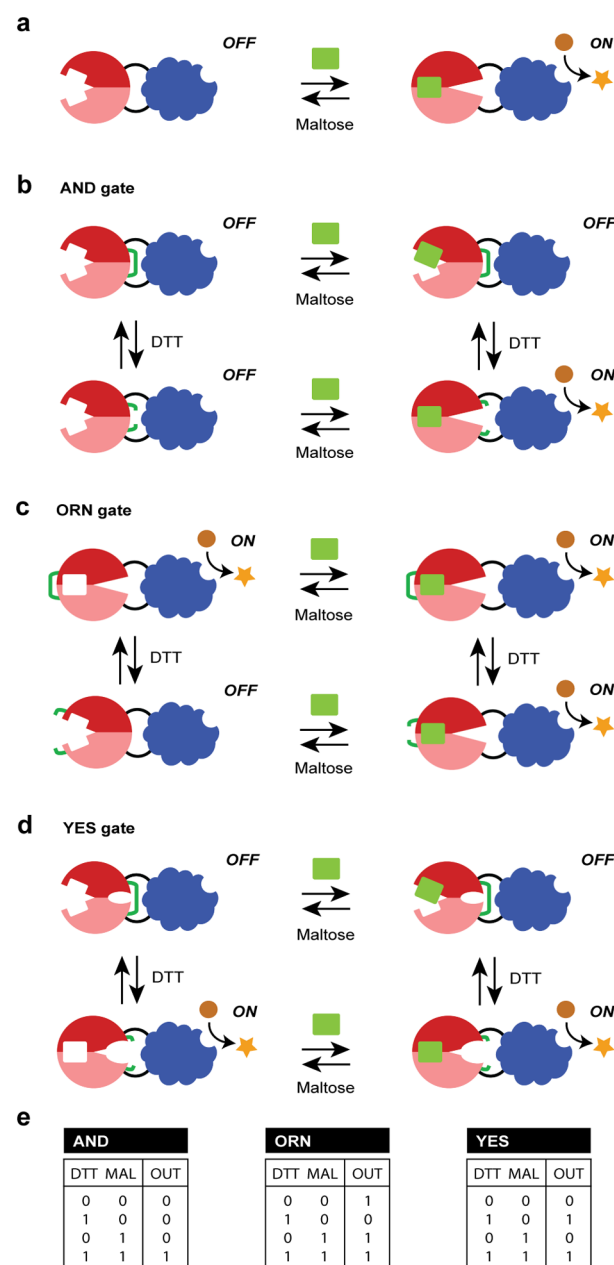 a
OFF
ON
Maltose
b AND gate
OFF
OFF
Maltose
DTT
DTT
OFF
ON
Maltose
c ORN gate
ON
ON
Maltose
DTT
DTT
OFF
ON
Maltose
d YES gate
OFF
OFF
Maltose
DTT
DTT
ON
ON
Maltose
e
AND
DTT MAL OUT
0 0 0
1 0 0
0 1 0
1 1 1
ORN
DTT MAL OUT
0 0 1
1 0 0
0 1 1
1 1 1
YES
DTT MAL OUT
0 0 0
1 0 1
0 1 0
1 1 1